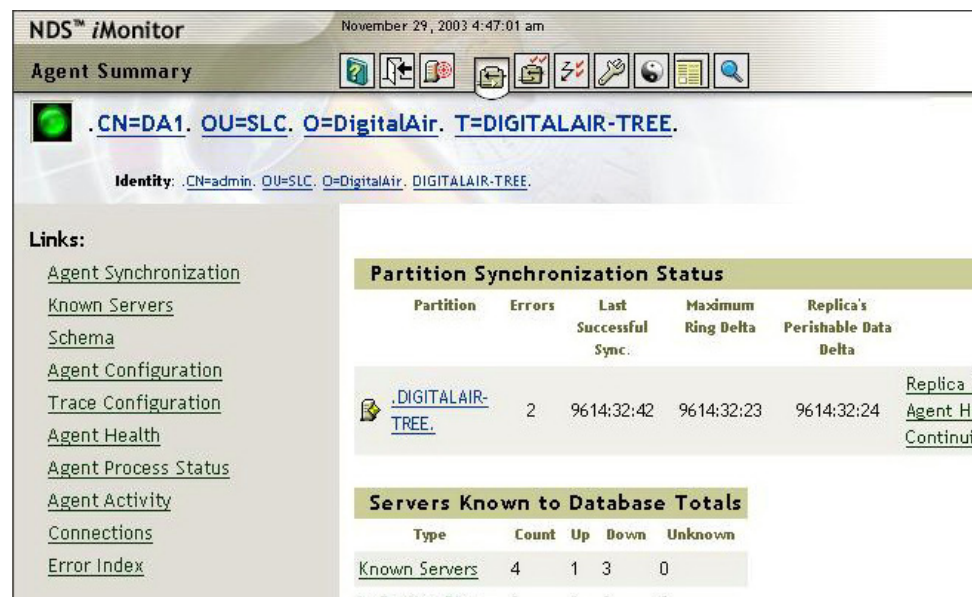 NDS™ iMonitor
November 29, 2003 4:47:01 am
Agent Summary
.CN=DA1. OU=SLC. O=DigitalAir. T=DIGITALAIR-TREE.
Identity: .CN=admin. OU=SLC. O=DigitalAir. DIGITALAIR-TREE.
Links:
Agent Synchronization
Known Servers
Schema
Agent Configuration
Trace Configuration
Agent Health
Agent Process Status
Agent Activity
Connections
Error Index
Partition Synchronization Status
Partition Errors Last Successful Sync. Maximum Ring Delta Replica's Perishable Data Delta
.DIGITALAIR-TREE. 2 9614:32:42 9614:32:23 9614:32:24
Replica
Agent H
Continui
Servers Known to Database Totals
Type Count Up Down Unknown
Known Servers 4 1 3 0